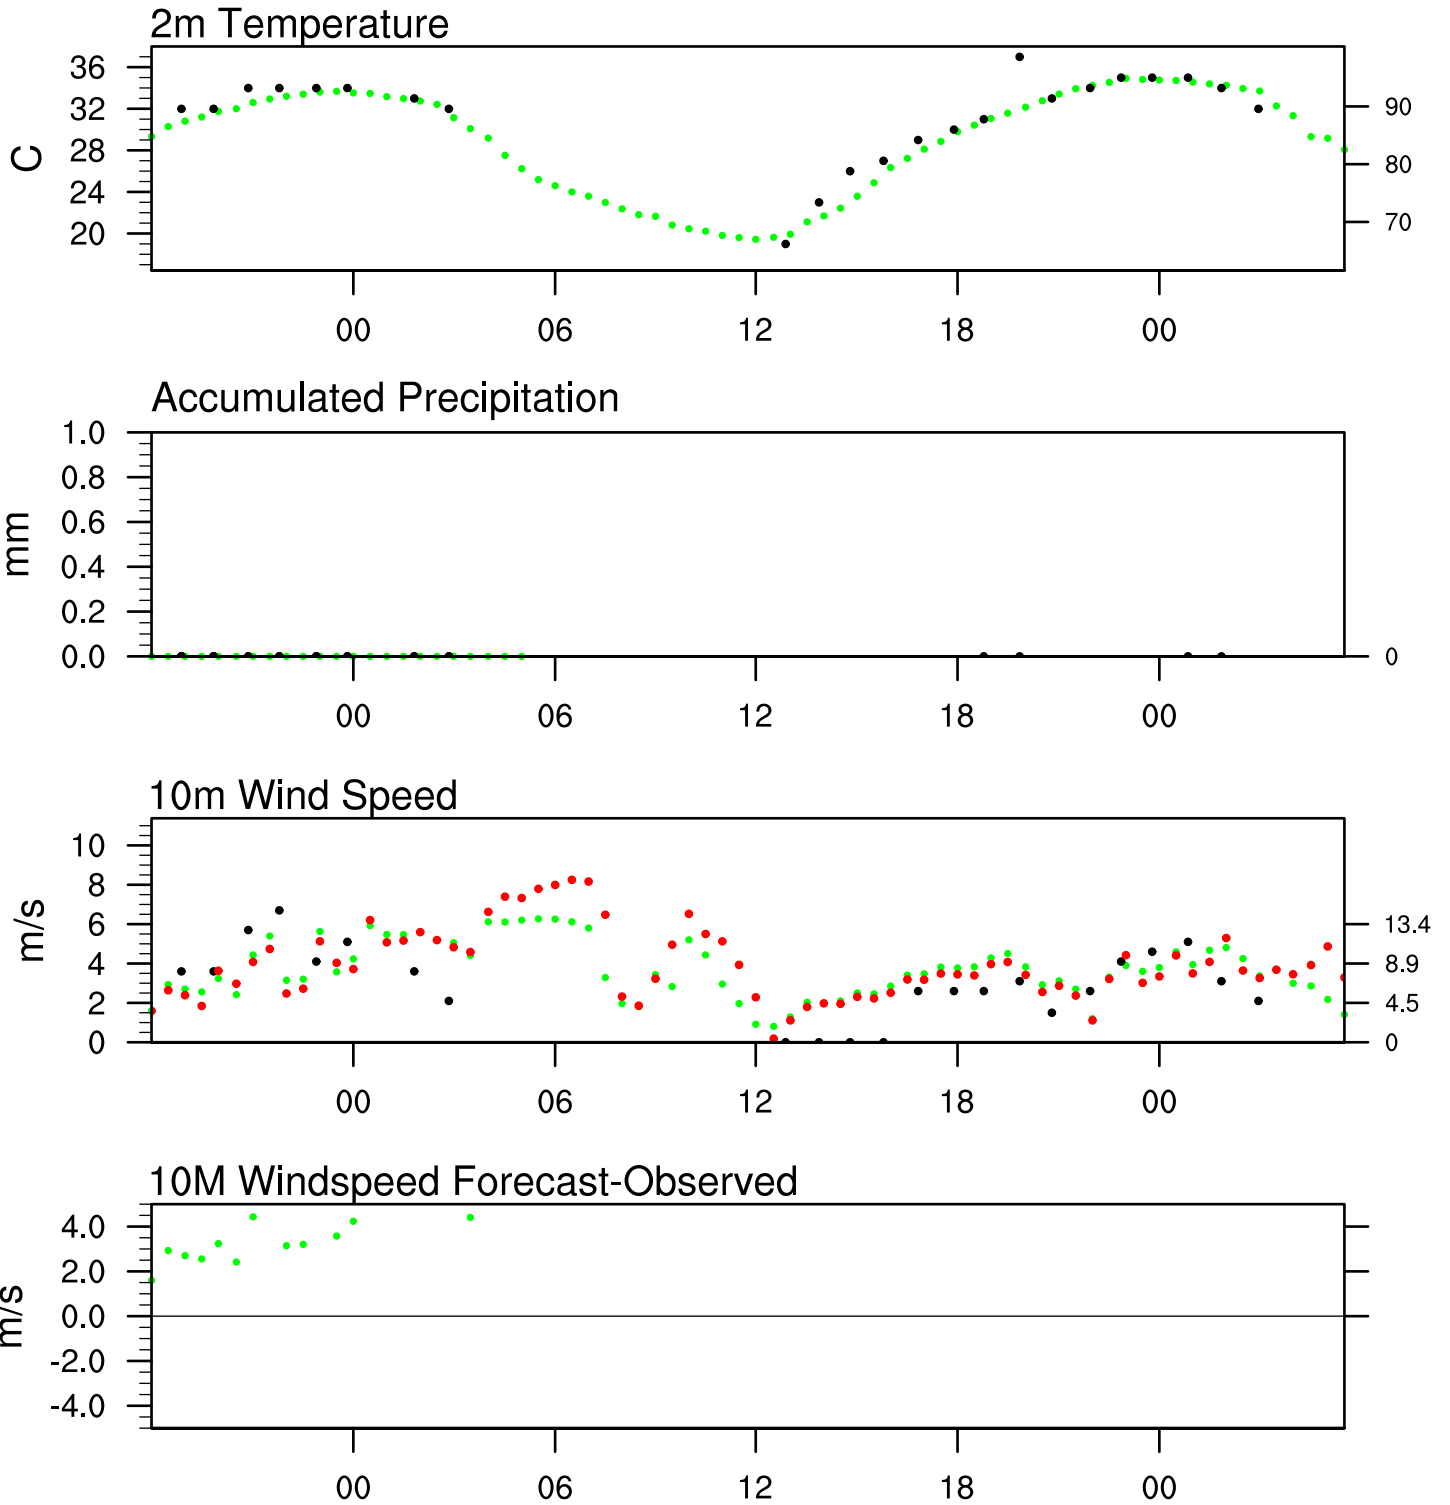 2m Temperature
36
32
28
24
20
C
90
80
70
00 06 12 18 00
Accumulated Precipitation
1.0
0.8
0.6
0.4
0.2
0.0
mm
0
00 06 12 18 00
10m Wind Speed
10
8
6
4
2
0
m/s
13.4
8.9
4.5
0
00 06 12 18 00
10M Windspeed Forecast-Observed
4.0
2.0
0.0
-2.0
-4.0
m/s
00 06 12 18 00